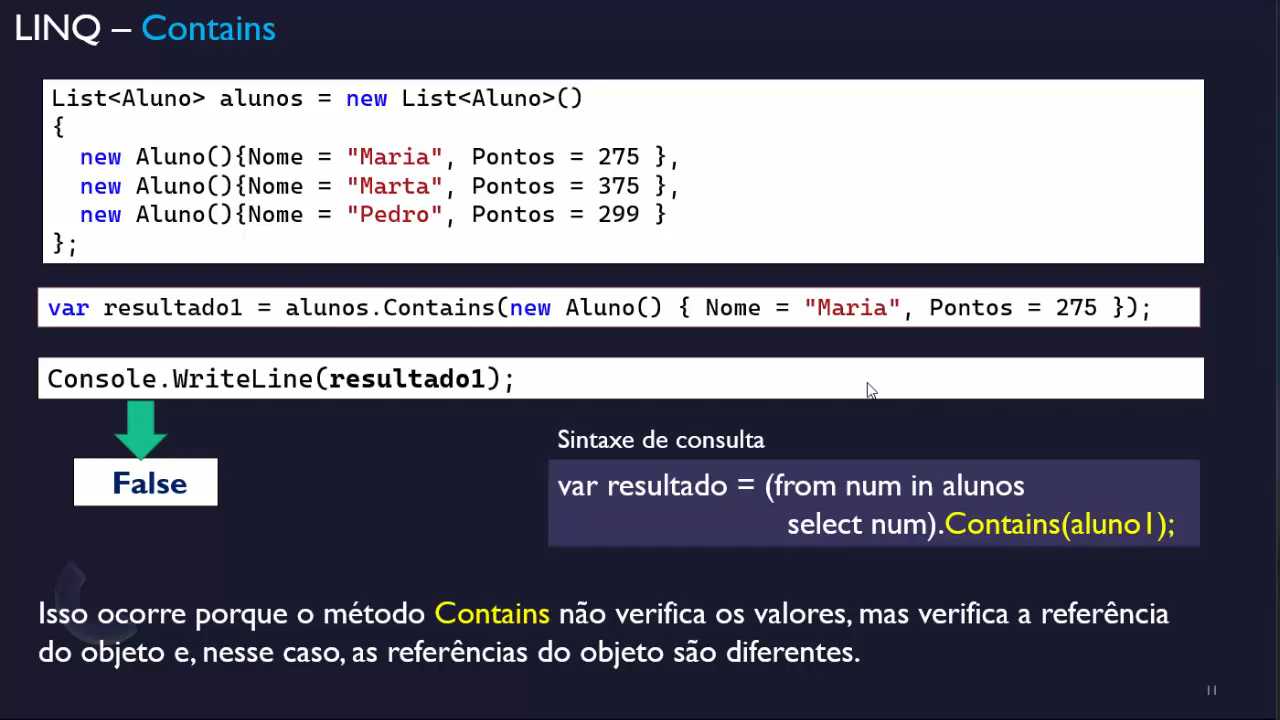 LINQ – Contains
List<Aluno> alunos = new List<Aluno>()
{
new Aluno(){Nome = "Maria", Pontos = 275 },
new Aluno(){Nome = "Marta", Pontos = 375 },
new Aluno(){Nome = "Pedro", Pontos = 299 }
};
var resultado1 = alunos.Contains(new Aluno() { Nome = "Maria", Pontos = 275 });
Console.WriteLine(resultado1);
False
Sintaxe de consulta
var resultado = (from num in alunos
select num).Contains(aluno1);
Isso ocorre porque o método Contains não verifica os valores, mas verifica a referência
do objeto e, nesse caso, as referências do objeto são diferentes.
11